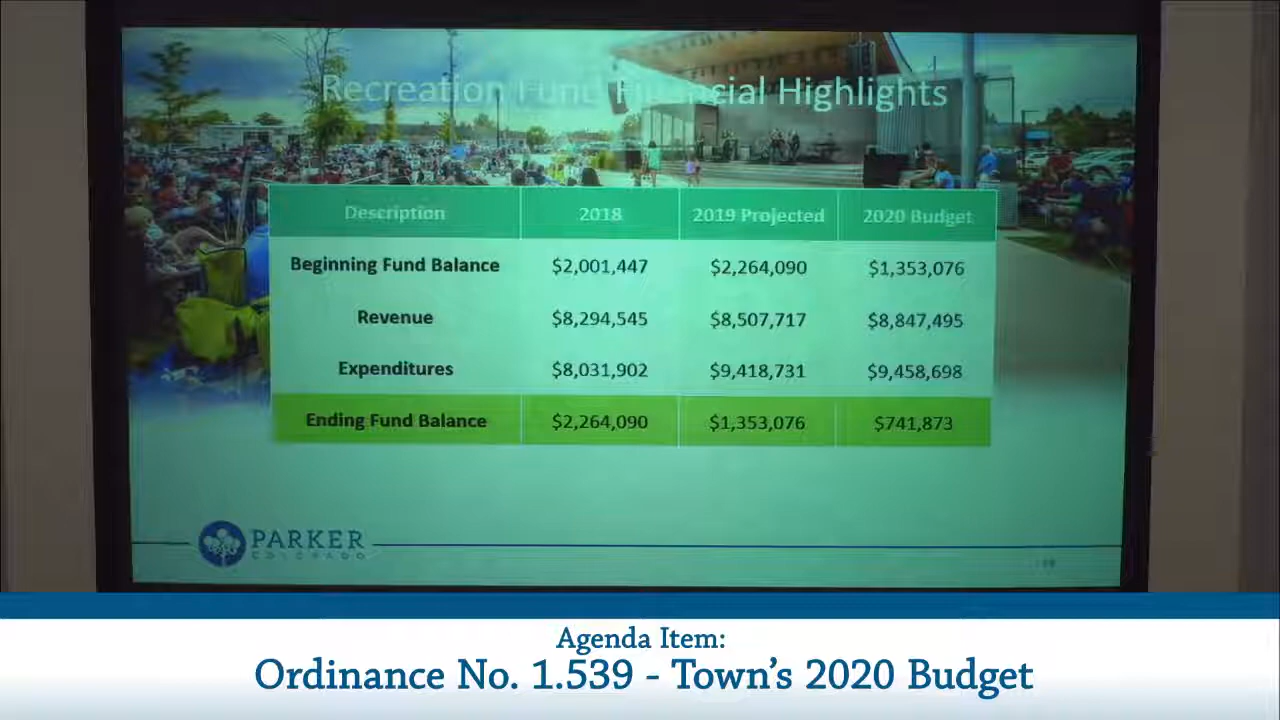 Recreation Fund Financial Highlights
Description 2018 2019 Projected 2020 Budget
Beginning Fund Balance $2,001,447 $2,264,090 $1,353,076
Revenue $8,294,545 $8,507,717 $8,847,495
Expenditures $8,031,902 $9,418,731 $9,458,698
Ending Fund Balance $2,264,090 $1,353,076 $741,873
PARKER
COLORADO
Agenda Item:
Ordinance No. 1.539 - Town's 2020 Budget